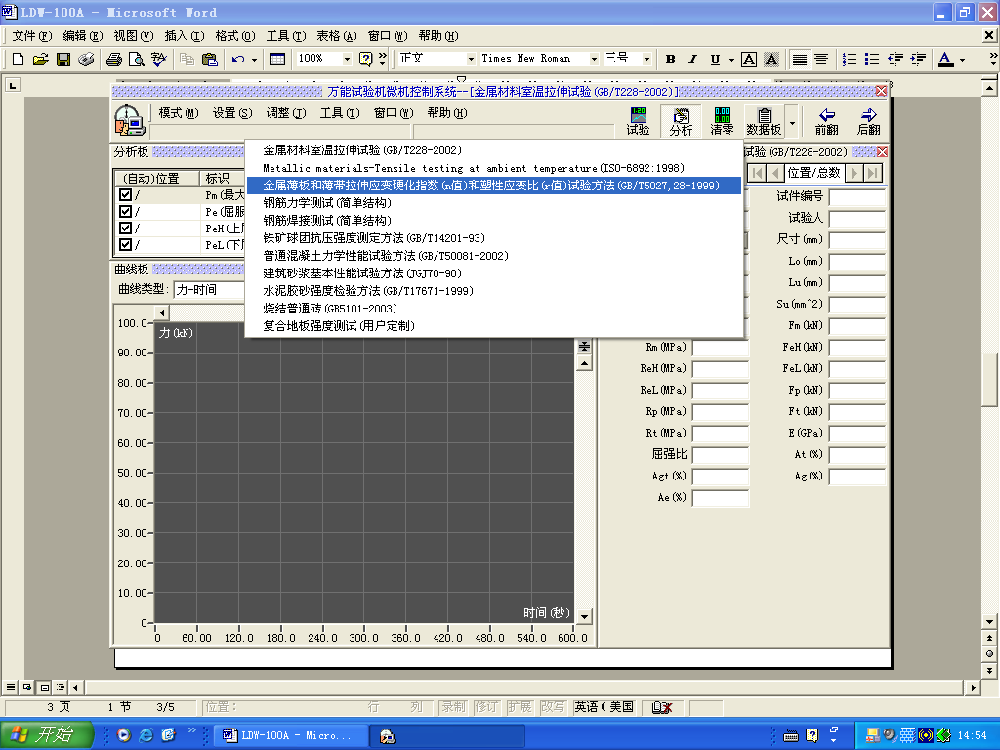 LDW-100A - Microsoft Word
文件(F) 编辑(E) 视图(V) 插入(I) 格式(O) 工具(T) 表格(A) 窗口(W) 帮助(H)
100% 正文 Times New Roman 三号 B I U A A A
万能试验机微机控制系统--[金属材料室温拉伸试验(GB/T228-2002)]
模式(M) 设置(S) 调整(J) 工具(T) 窗口(W) 帮助(H)
试验 分析 清零 数据板 前翻 后翻
分析板
试验(GB/T228-2002)
金属材料室温拉伸试验(GB/T228-2002)
Metallic materials-Tensile testing at ambient temperature(ISO-6892:1998)
金属薄板和薄带拉伸应变硬化指数(n值)和塑性应变比(r值)试验方法(GB/T5027,28-1999)
钢筋力学测试(简单结构)
钢筋焊接测试(简单结构)
铁矿球团抗压强度测定方法(GB/T14201-93)
普通混凝土力学性能试验方法(GB/T50081-2002)
建筑砂浆基本性能试验方法(JGJ70-90)
水泥胶砂强度检验方法(GB/T17671-1999)
烧结普通砖(GB5101-2003)
复合地板强度测试(用户定制)
(自动)位置 标识
/ Pm(最大
/ Pe(屈服
/ PeH(上屈
/ PeL(下屈
曲线板
曲线类型: 力-时间
力(kN)
100.0
90.00
80.00
70.00
60.00
50.00
40.00
30.00
20.00
10.00
0
时间(秒)
0 60.00 120.0 180.0 240.0 300.0 360.0 420.0 480.0 540.0 600.0
位置/总数
试件编号
试验人
尺寸(mm)
Lo(mm)
Lu(mm)
Su(mm^2)
Fm(kN)
Rm(MPa) FeH(kN)
ReH(MPa) FeL(kN)
ReL(MPa) Fp(kN)
Rp(MPa) Ft(kN)
Rt(MPa) E(GPa)
屈强比 At(%)
Agt(%) Ag(%)
Ae(%)
3 页 1 节 3/5 位置: 行 列 录制 修订 扩展 改写 英语(美国
开始 LDW-100A - Micro... 14:54